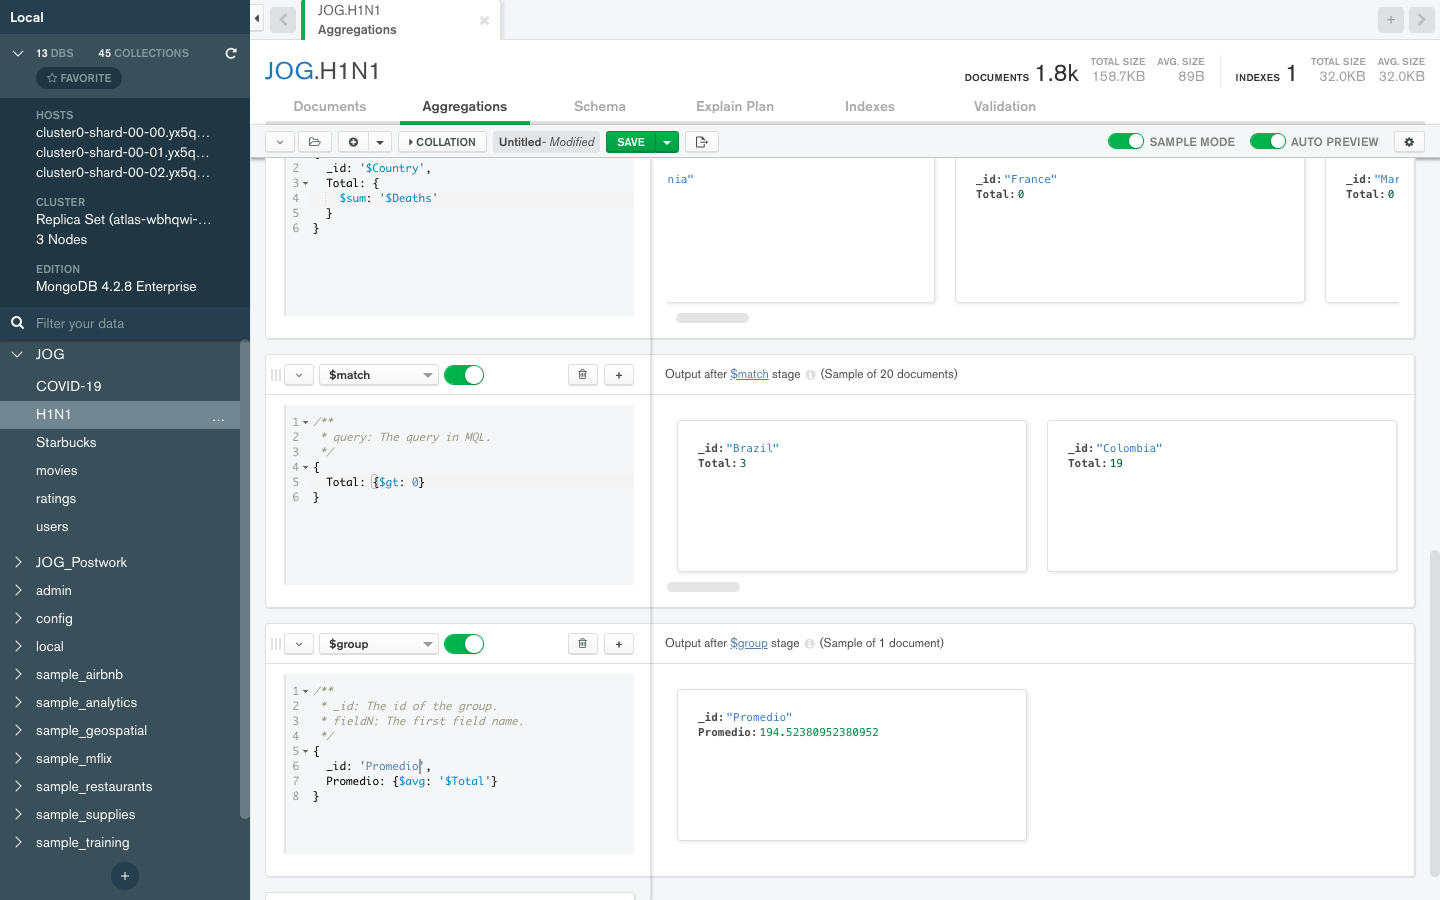 Local
13 DBS 45 COLLECTIONS
FAVORITE
HOSTS
cluster0-shard-00-00.yx5q...
cluster0-shard-00-01.yx5q...
cluster0-shard-00-02.yx5q...
CLUSTER
Replica Set (atlas-wbhqwi-...
3 Nodes
EDITION
MongoDB 4.2.8 Enterprise
Filter your data
JOG
COVID-19
H1N1 ...
Starbucks
movies
ratings
users
JOG_Postwork
admin
config
local
sample_airbnb
sample_analytics
sample_geospatial
sample_mflix
sample_restaurants
sample_supplies
sample_training
+
JOG.H1N1
Aggregations
JOG.H1N1
DOCUMENTS 1.8k TOTAL SIZE 158.7KB AVG. SIZE 89B INDEXES 1 TOTAL SIZE 32.0KB AVG. SIZE 32.0KB
Documents Aggregations Schema Explain Plan Indexes Validation
COLLATION Untitled- Modified SAVE SAMPLE MODE AUTO PREVIEW
2 _id: '$Country',
3 Total: {
4 $sum: '$Deaths'
5 }
6 }
nia"
_id: "France"
Total: 0
_id: "Mar
Total: 0
$match +
Output after $match stage (Sample of 20 documents)
1 /**
2 * query: The query in MQL.
3 */
4 {
5 Total: {$gt: 0}
6 }
_id: "Brazil"
Total: 3
_id: "Colombia"
Total: 19
$group +
Output after $group stage (Sample of 1 document)
1 /**
2 * _id: The id of the group.
3 * fieldN: The first field name.
4 */
5 {
6 _id: 'Promedio',
7 Promedio: {$avg: '$Total'}
8 }
_id: "Promedio"
Promedio: 194.52380952380952